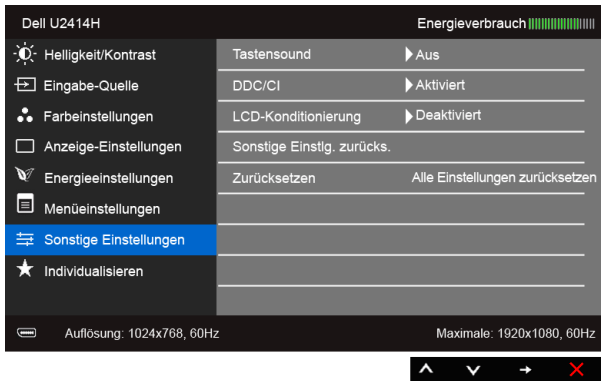 Dell U2414H Energieverbrauch
Helligkeit/Kontrast Tastensound Aus
Eingabe-Quelle DDC/CI Aktiviert
Farbeinstellungen LCD-Konditionierung Deaktiviert
Anzeige-Einstellungen Sonstige Einstlg. zurücks.
Energieeinstellungen Zurücksetzen Alle Einstellungen zurücksetzen
Menüeinstellungen
Sonstige Einstellungen
Individualisieren
Auflösung: 1024x768, 60Hz Maximale: 1920x1080, 60Hz